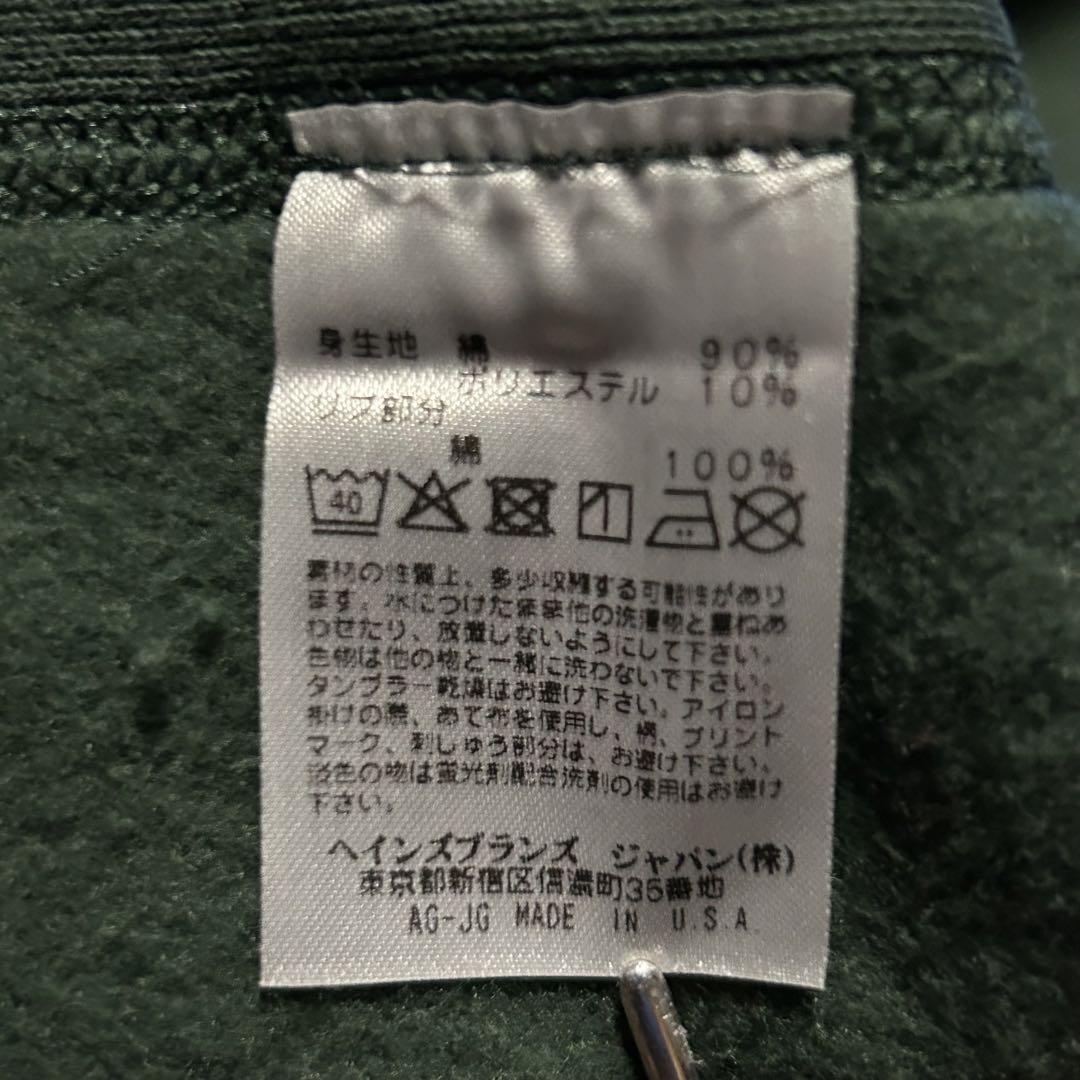 身生地 綿 90%
ポリエステル 10%
リブ部分
綿 100%
40
素材の性質上、多少収縮する可能性があり
ます。水につけたまま他の洗濯物と重ねあ
わせたり、放置しないようにして下さい。
色物は他の物と一緒に洗わないで下さい。
タンブラー乾燥はお避け下さい。アイロン
掛けの際、あて布を使用し、柄、プリント
マーク、刺しゅう部分は、お避け下さい。
淡色の物は蛍光剤配合洗剤の使用はお避け
下さい。
ヘインズブランズ ジャパン(株)
東京都新宿区信濃町35番地
AG-JG MADE IN U.S.A.